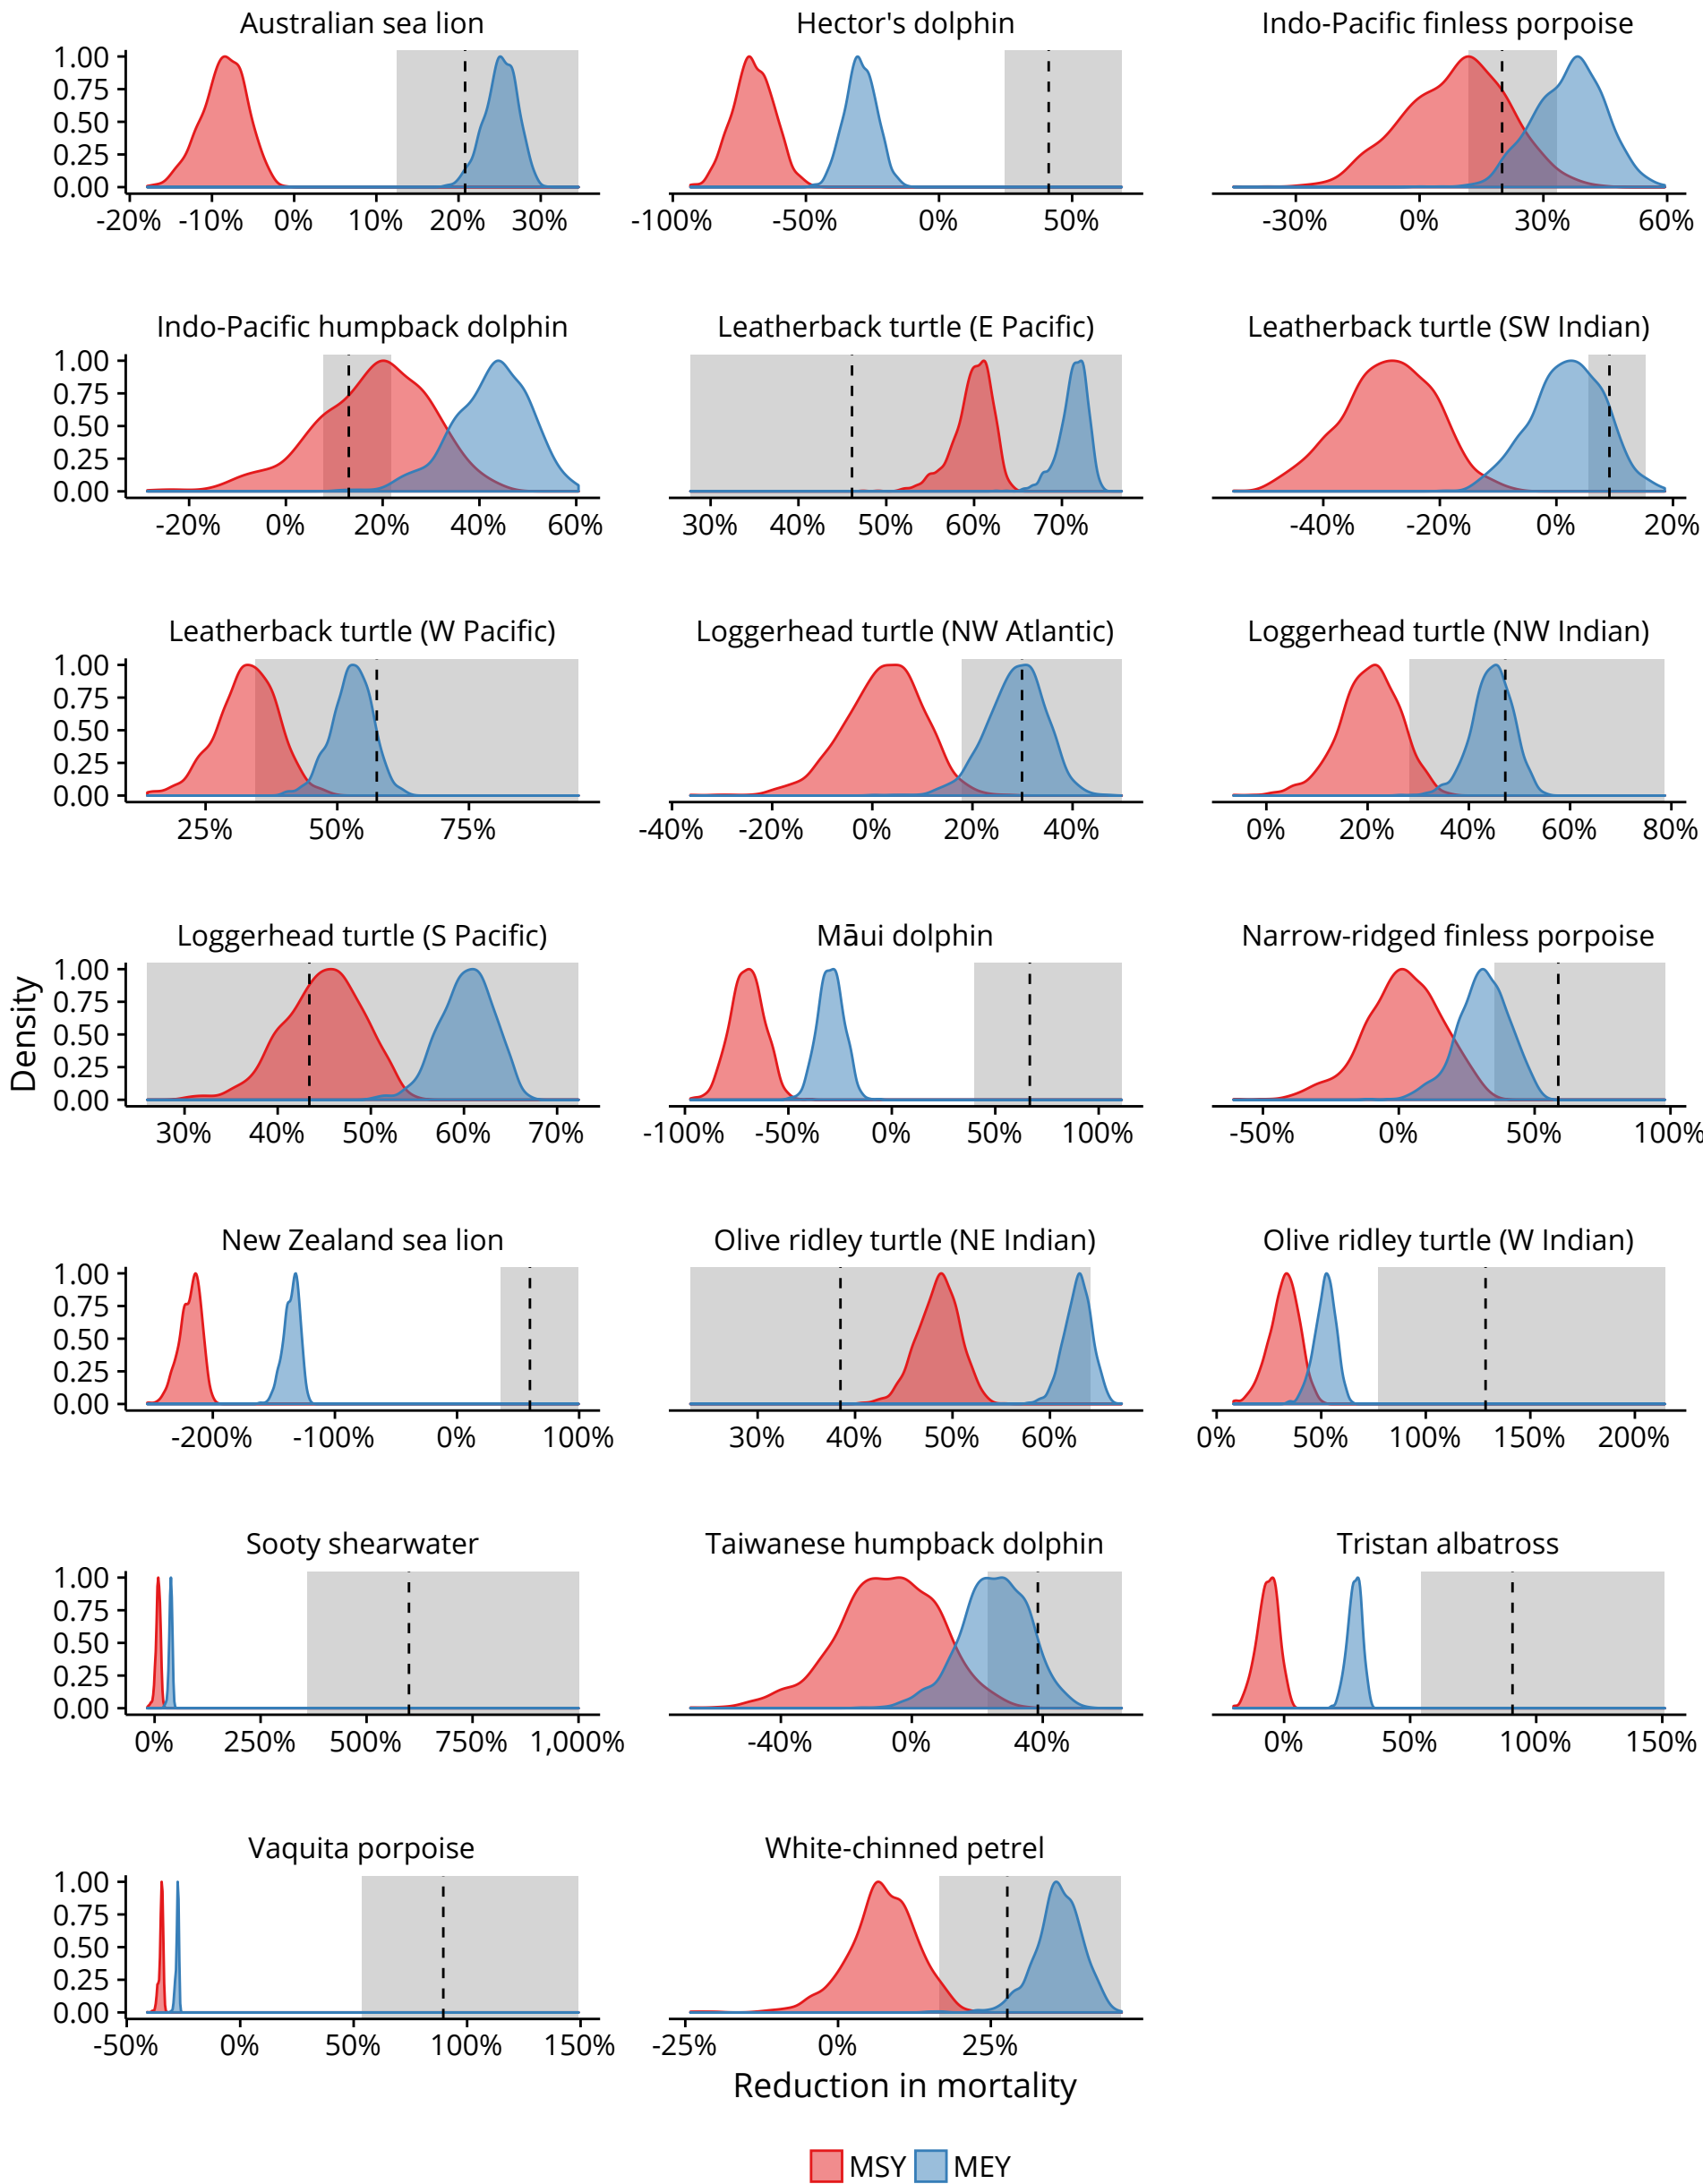 Australian sea lion Hector's dolphin Indo-Pacific finless porpoise
1.00
0.75
0.50
0.25
0.00
-20% -10% 0% 10% 20% 30% -100% -50% 0% 50% -30% 0% 30% 60%
Indo-Pacific humpback dolphin Leatherback turtle (E Pacific) Leatherback turtle (SW Indian)
1.00
0.75
0.50
0.25
0.00
-20% 0% 20% 40% 60% 30% 40% 50% 60% 70% -40% -20% 0% 20%
Leatherback turtle (W Pacific) Loggerhead turtle (NW Atlantic) Loggerhead turtle (NW Indian)
1.00
0.75
0.50
0.25
0.00
25% 50% 75% -40% -20% 0% 20% 40% 0% 20% 40% 60% 80%
Loggerhead turtle (S Pacific) Māui dolphin Narrow-ridged finless porpoise
1.00
0.75
0.50
0.25
0.00
30% 40% 50% 60% 70% -100% -50% 0% 50% 100% -50% 0% 50% 100%
Density
New Zealand sea lion Olive ridley turtle (NE Indian) Olive ridley turtle (W Indian)
1.00
0.75
0.50
0.25
0.00
-200% -100% 0% 100% 30% 40% 50% 60% 0% 50% 100% 150% 200%
Sooty shearwater Taiwanese humpback dolphin Tristan albatross
1.00
0.75
0.50
0.25
0.00
0% 250% 500% 750% 1,000% -40% 0% 40% 0% 50% 100% 150%
Vaquita porpoise White-chinned petrel
1.00
0.75
0.50
0.25
0.00
-50% 0% 50% 100% 150% -25% 0% 25%
Reduction in mortality
MSY MEY